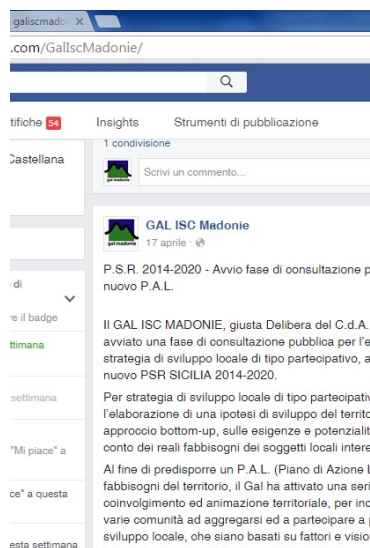 galiscmado
.com/GalIscMadonie/
tifiche 54 Insights Strumenti di pubblicazione
1 condivisione
Castellana
gal madonie
Scrivi un commento...
GAL ISC Madonie
gal madonie
17 aprile
P.S.R. 2014-2020 - Avvio fase di consultazione p
nuovo P.A.L.
di
re il badge
ttimana
settimana
"Mi piace" a
ce" a questa
esta settimana
Il GAL ISC MADONIE, giusta Delibera del C.d.A.
avviato una fase di consultazione pubblica per l'e
strategia di sviluppo locale di tipo partecipativo, a
nuovo PSR SICILIA 2014-2020.
Per strategia di sviluppo locale di tipo partecipativ
l'elaborazione di una ipotesi di sviluppo del territo
approccio bottom-up, sulle esigenze e potenzialit
conto dei reali fabbisogni dei soggetti locali intere
Al fine di predisporre un P.A.L. (Piano di Azione L
fabbisogni del territorio, il Gal ha attivato una seri
coinvolgimento ed animazione territoriale, per inc
varie comunità ad aggregarsi ed a partecipare a p
sviluppo locale, che siano basati su fattori e visio